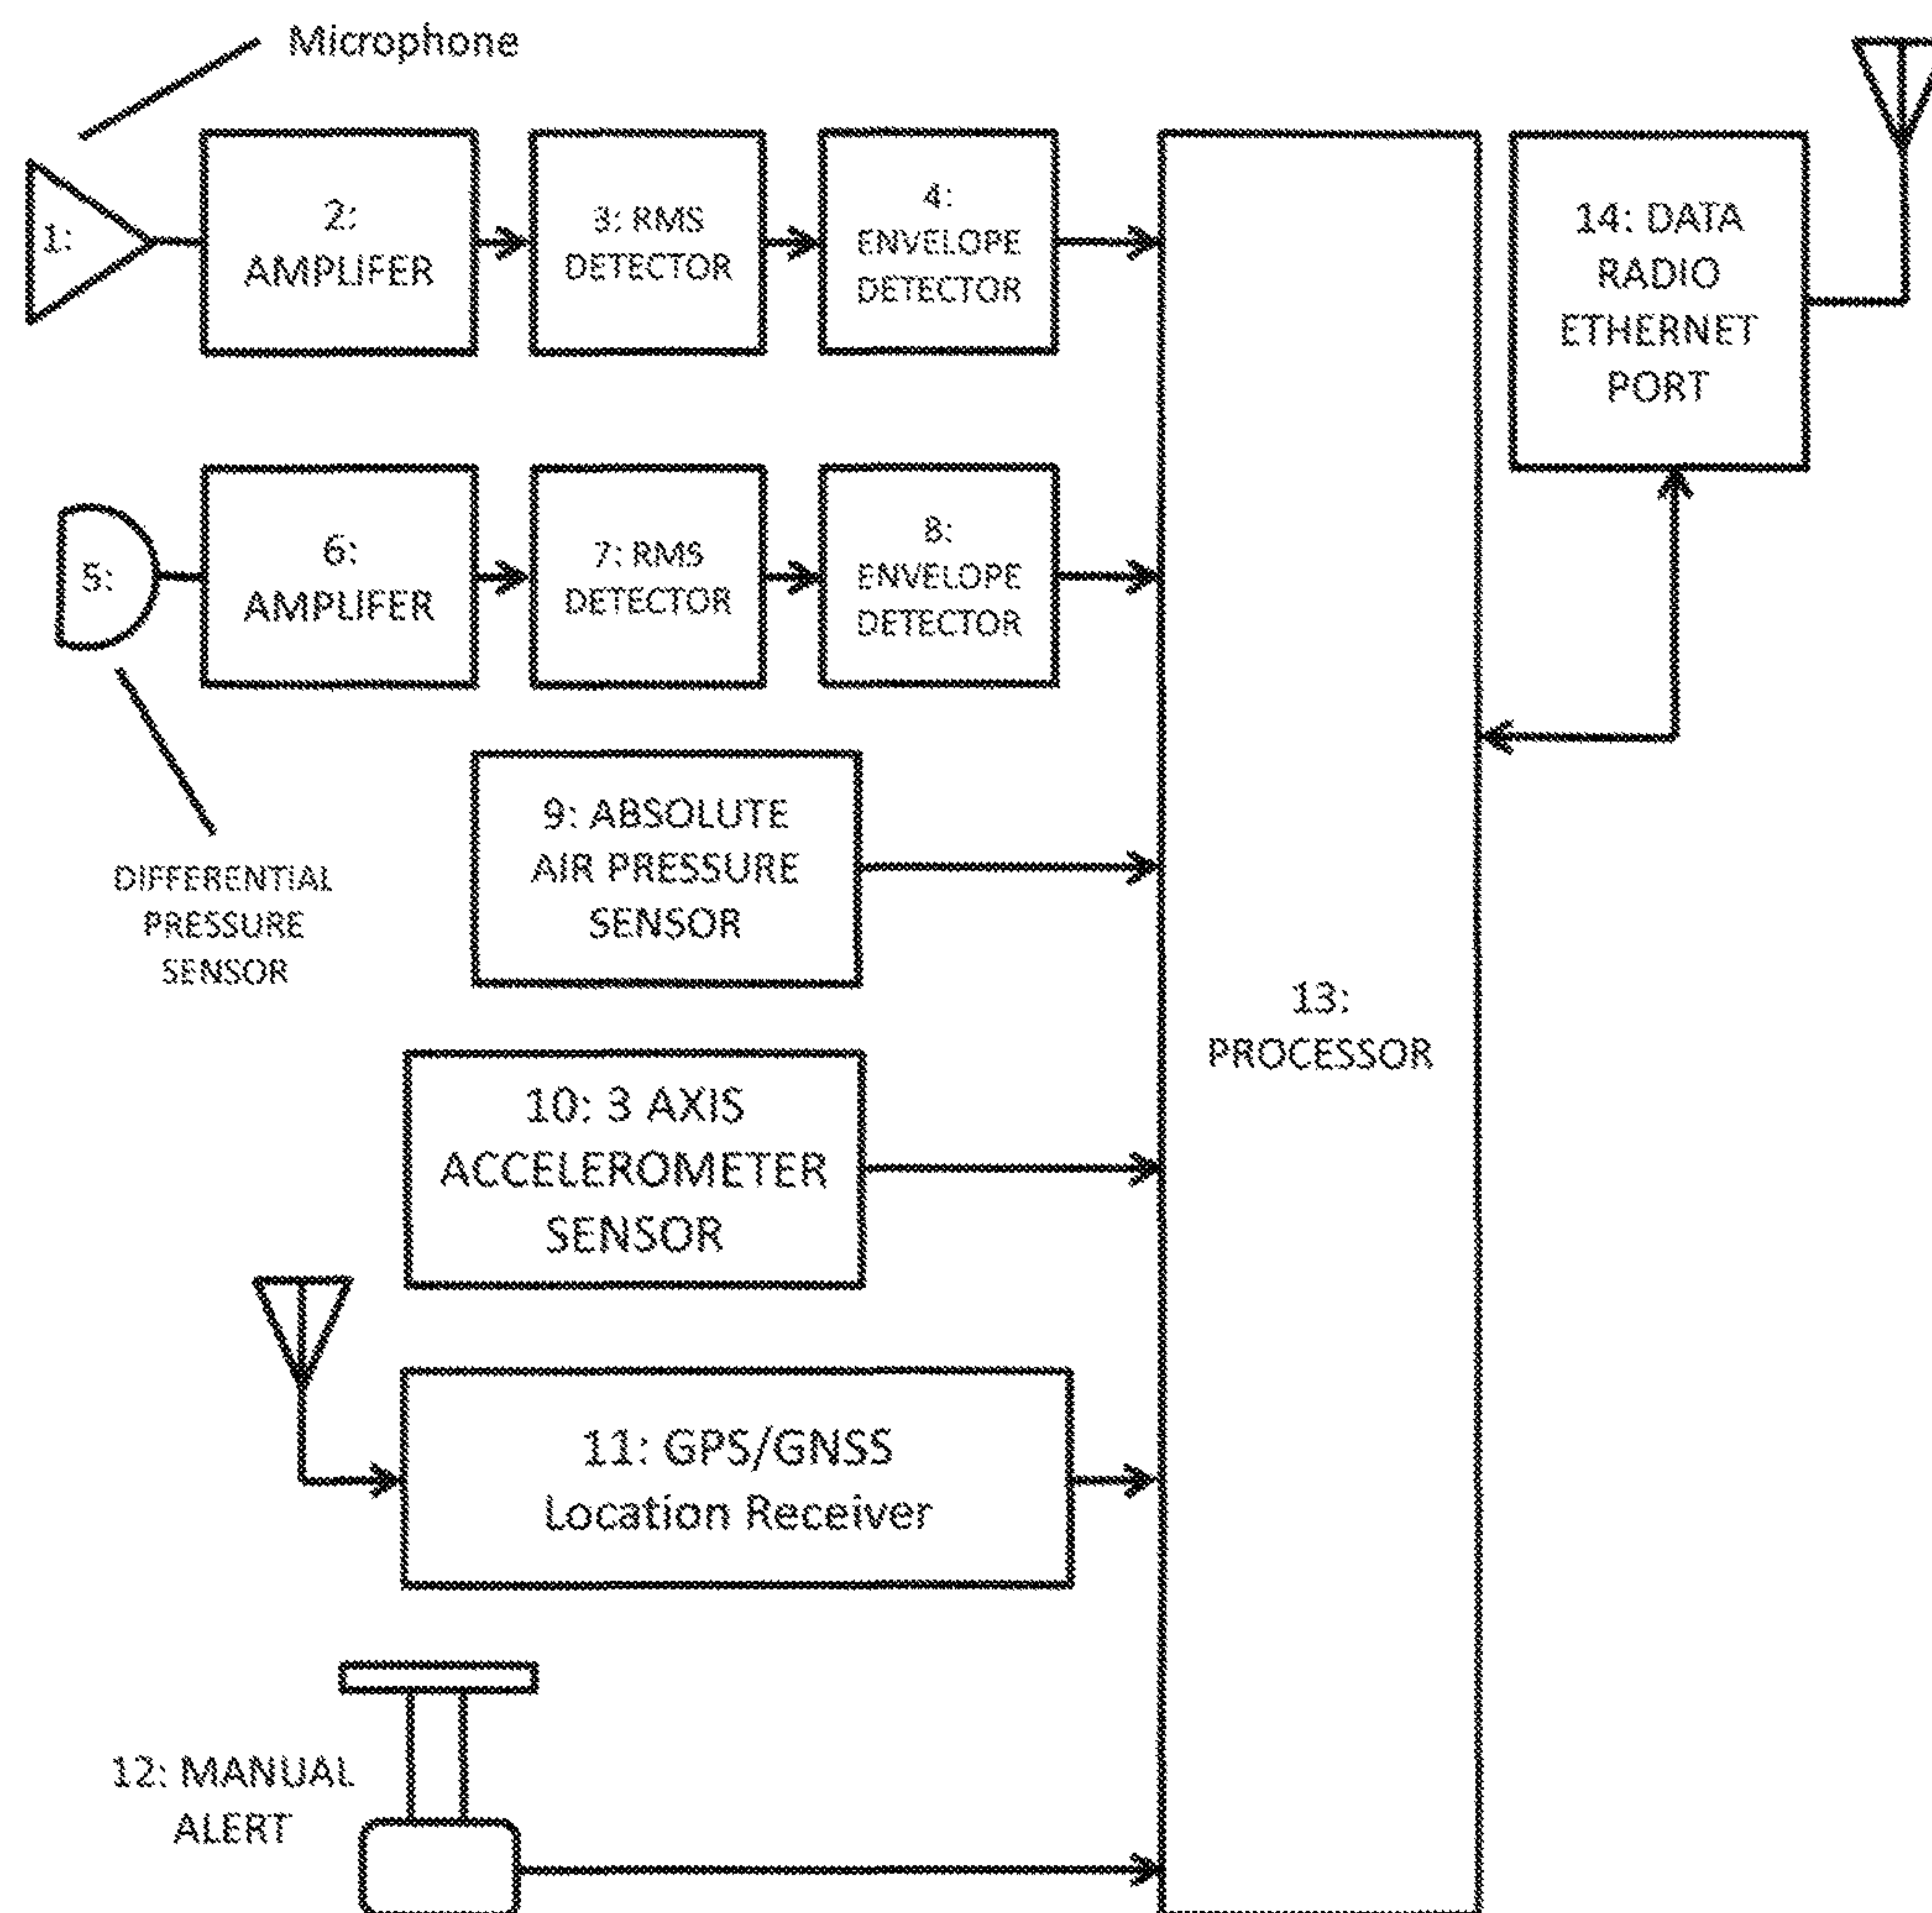 Microphone
1:
2:
AMPLIFER
3: RMS
DETECTOR
4:
ENVELOPE
DETECTOR
14: DATA
RADIO
ETHERNET
PORT
5:
6:
AMPLIFER
7: RMS
DETECTOR
8:
ENVELOPE
DETECTOR
DIFFERENTIAL
PRESSURE
SENSOR
9: ABSOLUTE
AIR PRESSURE
SENSOR
13:
PROCESSOR
10: 3 AXIS
ACCELEROMETER
SENSOR
11: GPS/GNSS
Location Receiver
12: MANUAL
ALERT